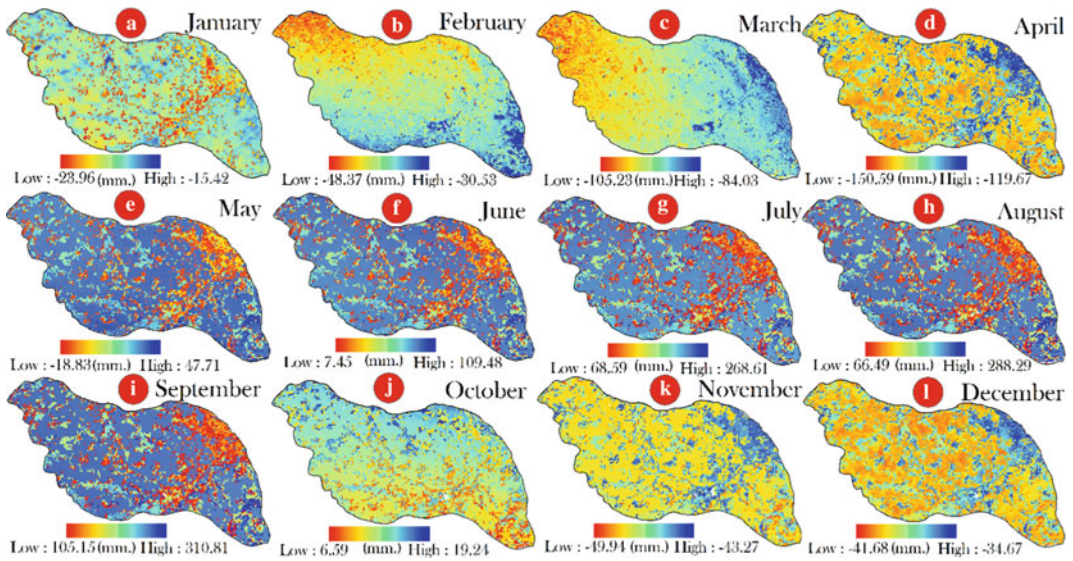 a January
b February
c March
d April
Low : -23.96 (mm.) High : -15.42
Low : -48.37 (mm.) High : -30.53
Low : -105.23 (mm.) High : -84.03
Low : -150.59 (mm.) High : -119.67
e May
f June
g July
h August
Low : -18.83 (mm.) High : 47.71
Low : 7.45 (mm.) High : 109.48
Low : 68.59 (mm.) High : 268.61
Low : 66.49 (mm.) High : 288.29
i September
j October
k November
l December
Low : 105.15 (mm.) High : 310.81
Low : 6.59 (mm.) High : 19.24
Low : -49.94 (mm.) High : -43.27
Low : -41.68 (mm.) High : -34.67